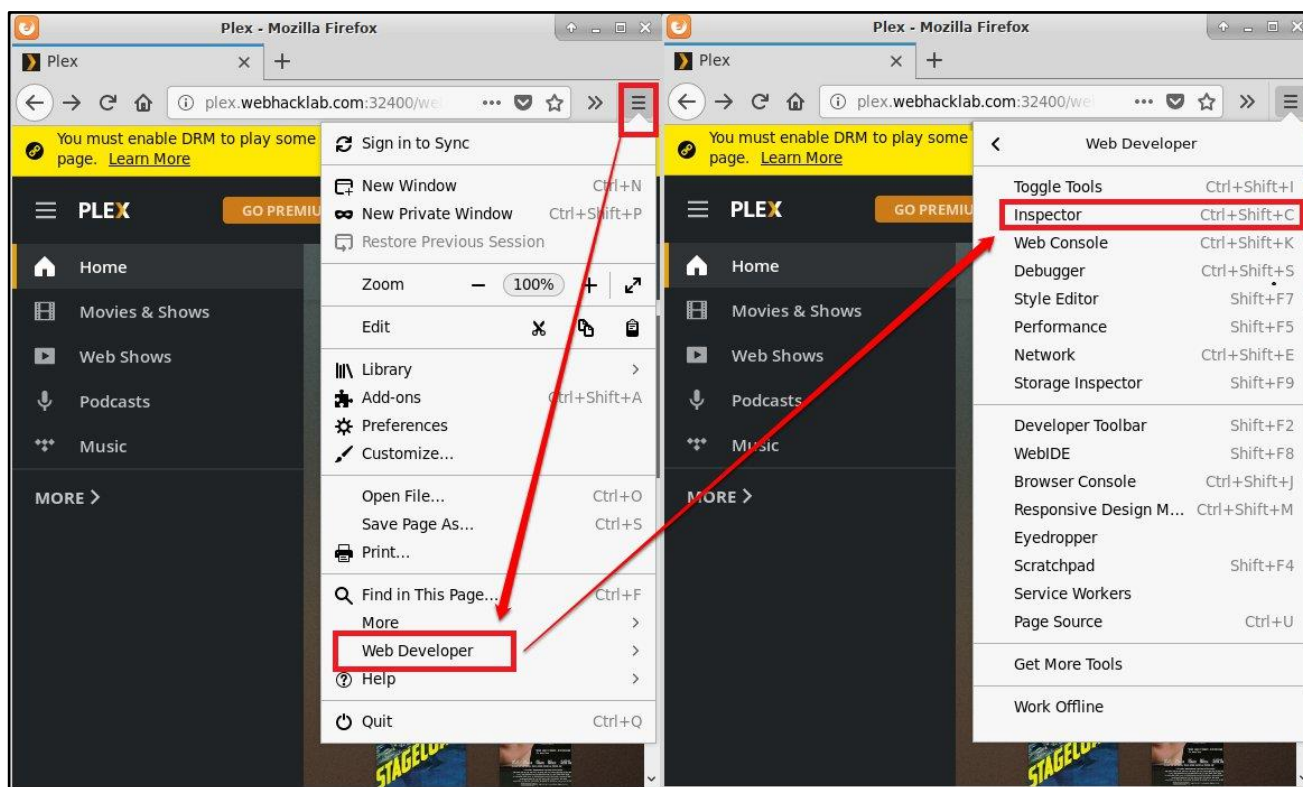 Plex - Mozilla Firefox
Plex
plex.webhacklab.com:32400/we
You must enable DRM to play some
page. Learn More
PLEX
GO PREMIU
Home
Movies & Shows
Web Shows
Podcasts
Music
MORE
Sign in to Sync
New Window Ctrl+N
New Private Window Ctrl+Shift+P
Restore Previous Session
Zoom 100%
Edit
Library
Add-ons Ctrl+Shift+A
Preferences
Customize...
Open File... Ctrl+O
Save Page As... Ctrl+S
Print...
Find in This Page... Ctrl+F
More
Web Developer
Help
Quit Ctrl+Q
Plex - Mozilla Firefox
Plex
plex.webhacklab.com:32400/we
You must enable DRM to play some
page. Learn More
PLEX
GO PREMIU
Home
Movies & Shows
Web Shows
Podcasts
Music
MORE
Web Developer
Toggle Tools Ctrl+Shift+I
Inspector Ctrl+Shift+C
Web Console Ctrl+Shift+K
Debugger Ctrl+Shift+S
Style Editor Shift+F7
Performance Shift+F5
Network Ctrl+Shift+E
Storage Inspector Shift+F9
Developer Toolbar Shift+F2
WebIDE Shift+F8
Browser Console Ctrl+Shift+J
Responsive Design M... Ctrl+Shift+M
Eyedropper
Scratchpad Shift+F4
Service Workers
Page Source Ctrl+U
Get More Tools
Work Offline